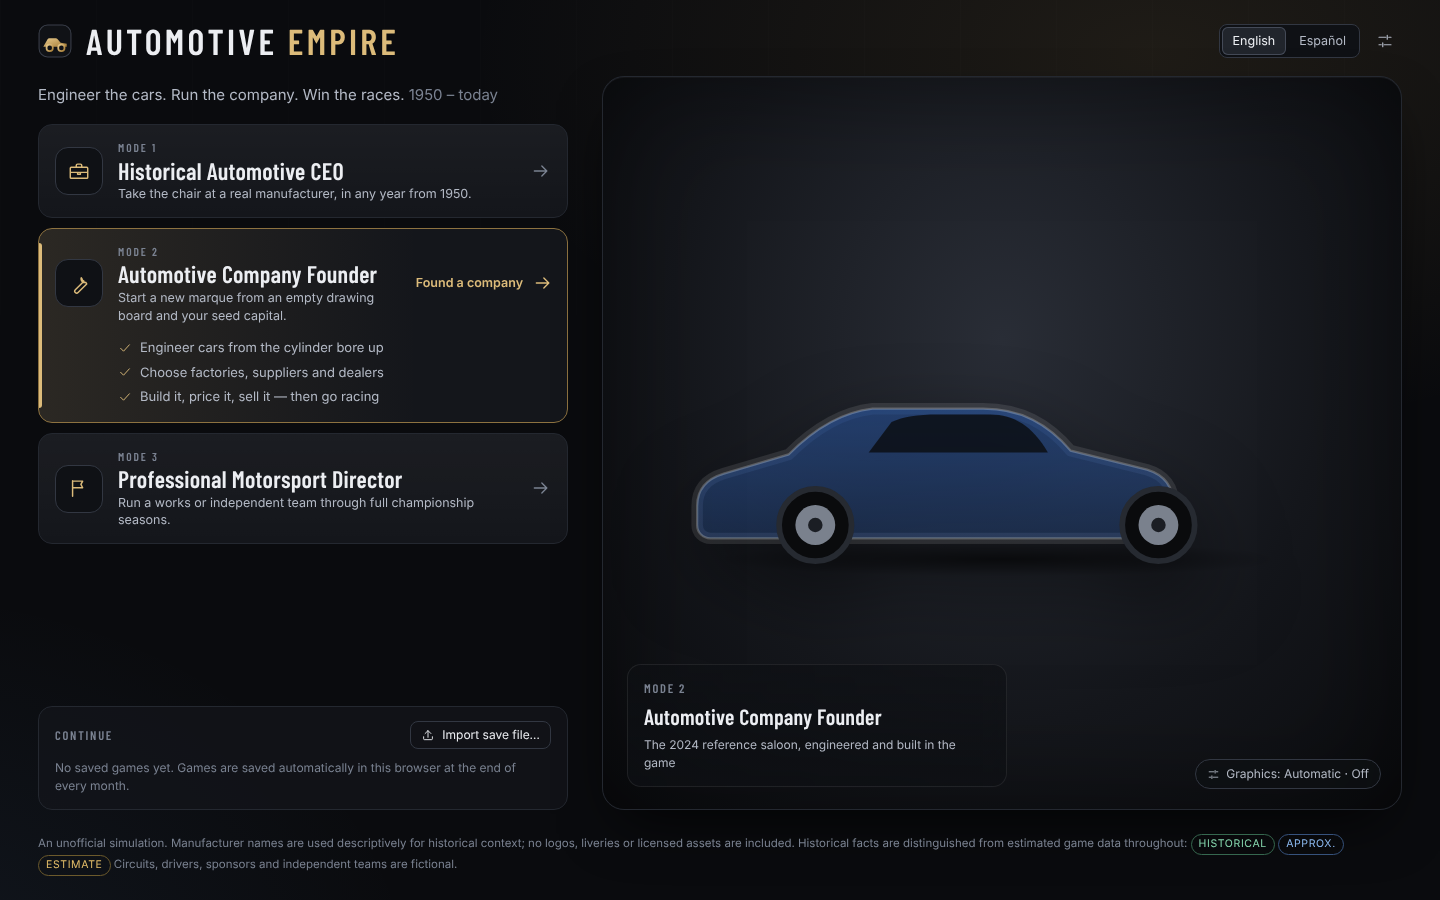 AUTOMOTIVE EMPIRE
English Español
Engineer the cars. Run the company. Win the races. 1950 – today
MODE 1
Historical Automotive CEO
Take the chair at a real manufacturer, in any year from 1950.
MODE 2
Automotive Company Founder
Found a company
Start a new marque from an empty drawing
board and your seed capital.
Engineer cars from the cylinder bore up
Choose factories, suppliers and dealers
Build it, price it, sell it — then go racing
MODE 3
Professional Motorsport Director
Run a works or independent team through full championship
seasons.
CONTINUE
Import save file...
No saved games yet. Games are saved automatically in this browser at the end of
every month.
MODE 2
Automotive Company Founder
The 2024 reference saloon, engineered and built in the
game
Graphics: Automatic · Off
An unofficial simulation. Manufacturer names are used descriptively for historical context; no logos, liveries or licensed assets are included. Historical facts are distinguished from estimated game data throughout: HISTORICAL APPROX.
ESTIMATE Circuits, drivers, sponsors and independent teams are fictional.